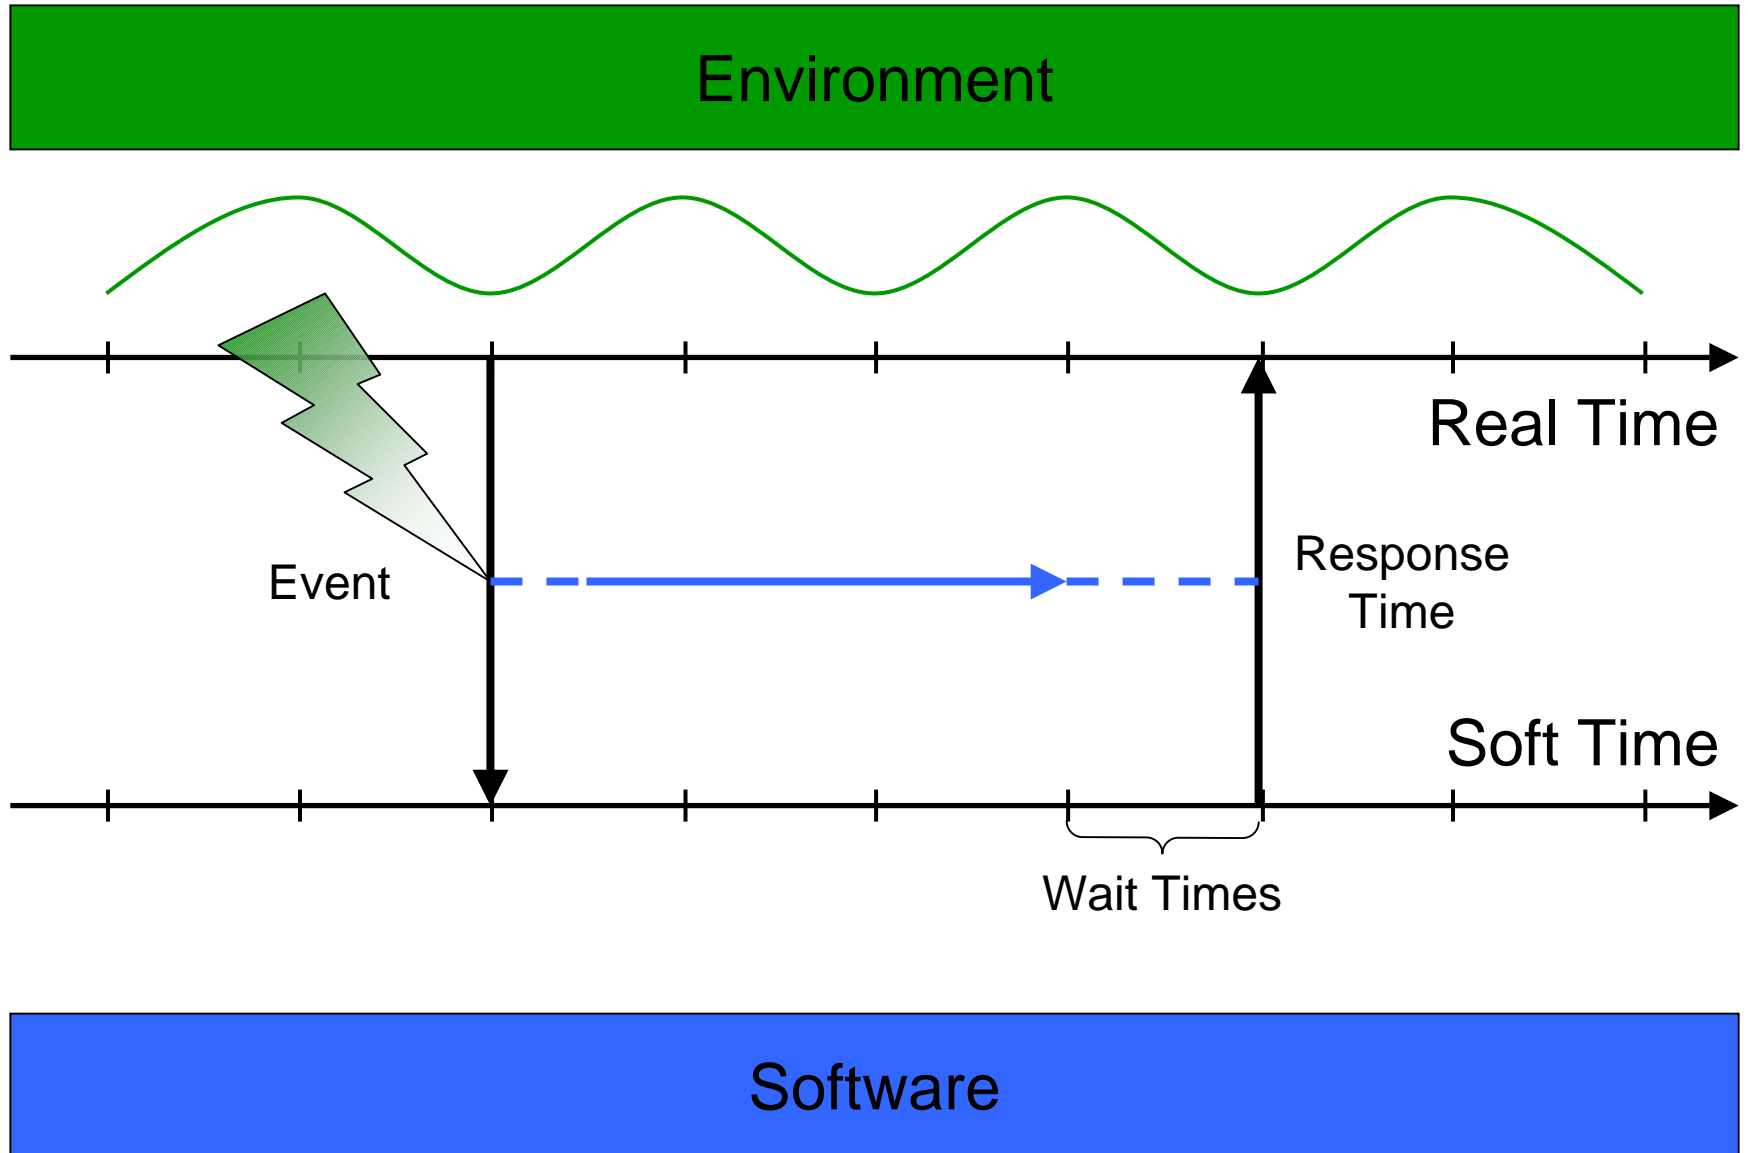 Environment
Real Time
Event
Response
Time
Soft Time
Wait Times
Software